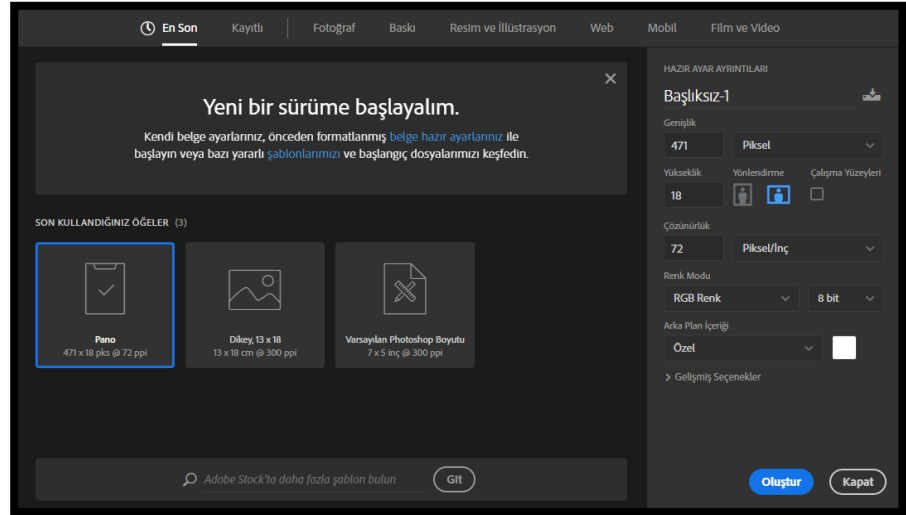 En Son Kayıtlı Fotoğraf Baskı Resim ve İllüstrasyon Web Mobil Film ve Video
Yeni bir sürüme başlayalım.
Kendi belge ayarlarınız, önceden formatlanmış belge hazır ayarlarınız ile
başlayın veya bazı yararlı şablonlarımızı ve başlangıç dosyalarımızı keşfedin.
SON KULLANDIĞINIZ ÖĞELER (3)
Pano
471 x 18 pks @ 72 ppi
Dikey, 13 x 18
13 x 18 cm @ 300 ppi
Varsayılan Photoshop Boyutu
7 x 5 inç @ 300 ppi
Adobe Stock'ta daha fazla şablon bulun Git
HAZIR AYAR AYRINTILARI
Başlıksız-1
Genişlik
471 Piksel
Yükseklik Yönlendirme Çalışma Yüzeyleri
18
Çözünürlük
72 Piksel/İnç
Renk Modu
RGB Renk 8 bit
Arka Plan İçeriği
Özel
Gelişmiş Seçenekler
Oluştur Kapat